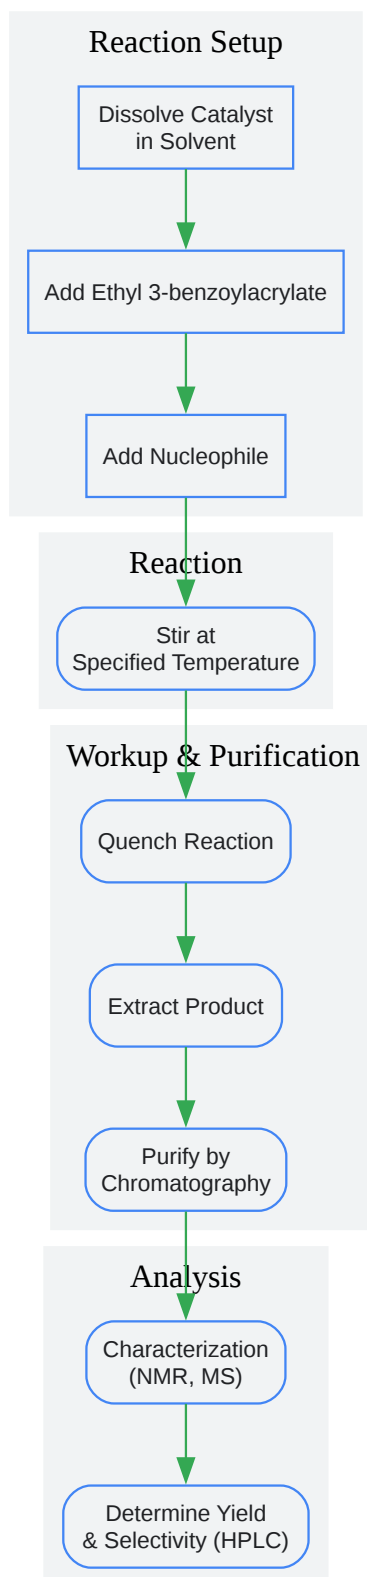 Reaction Setup
Dissolve Catalyst
in Solvent
Add Ethyl 3-benzoylacrylate
Add Nucleophile
Reaction
Stir at
Specified Temperature
Workup & Purification
Quench Reaction
Extract Product
Purify by
Chromatography
Analysis
Characterization
(NMR, MS)
Determine Yield
& Selectivity (HPLC)